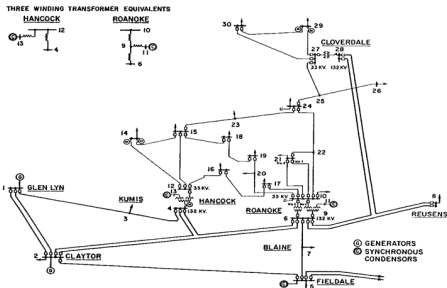 THREE WINDING TRANSFORMER EQUIVALENTS
HANCOCK ROANOKE
12 10
C
13
4
9 C
11
6
30 29
CLOVERDALE
27 28
33 KV. 132 KV.
26
25
24
23
14 15 18
19
22
21
16
20
17
12 33 KV.
13
HANCOCK
KUMIS
4
132 KV.
3
G
1 GLEN LYN
33 KV. 10
11 C
ROANOKE
6 9
132 KV.
8
REUSENS
BLAINE
7
2 CLAYTOR
G
C FIELDALE
5
G GENERATORS
C SYNCHRONOUS
CONDENSORS